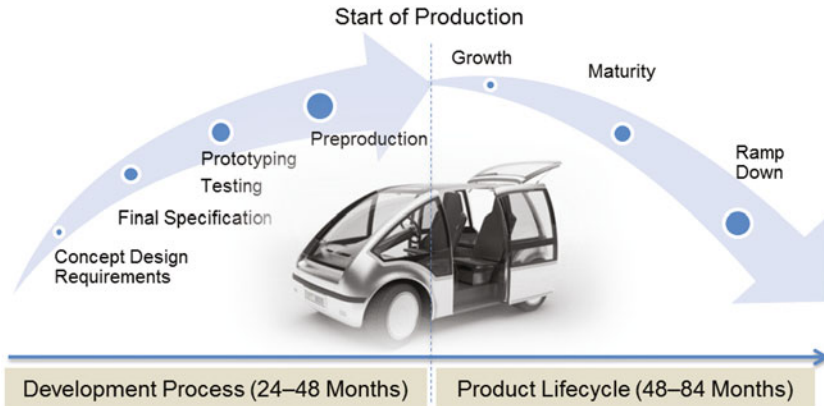 Start of Production
Growth
Maturity
Preproduction
Prototyping
Testing
Ramp
Down
Final Specification
Concept Design
Requirements
Development Process (24–48 Months)
Product Lifecycle (48–84 Months)